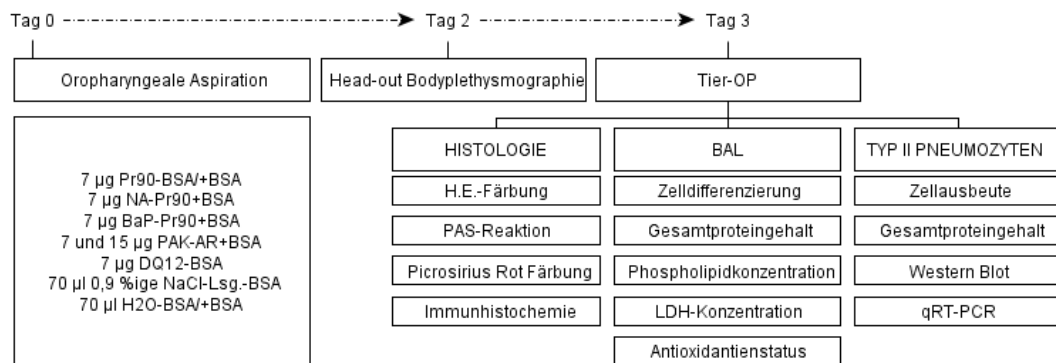 Tag 0
Tag 2
Tag 3
Oropharyngeale Aspiration
Head-out Bodyplethysmographie
Tier-OP
7 µg Pr90-BSA/+BSA
7 µg NA-Pr90+BSA
7 µg BaP-Pr90+BSA
7 und 15 µg PAK-AR+BSA
7 µg DQ12-BSA
70 µl 0,9 %ige NaCl-Lsg.-BSA
70 µl H2O-BSA/+BSA
HISTOLOGIE
H.E.-Färbung
PAS-Reaktion
Picrosirius Rot Färbung
Immunhistochemie
BAL
Zelldifferenzierung
Gesamtproteingehalt
Phospholipidkonzentration
LDH-Konzentration
Antioxidantienstatus
TYP II PNEUMOZYTEN
Zellausbeute
Gesamtproteingehalt
Western Blot
qRT-PCR